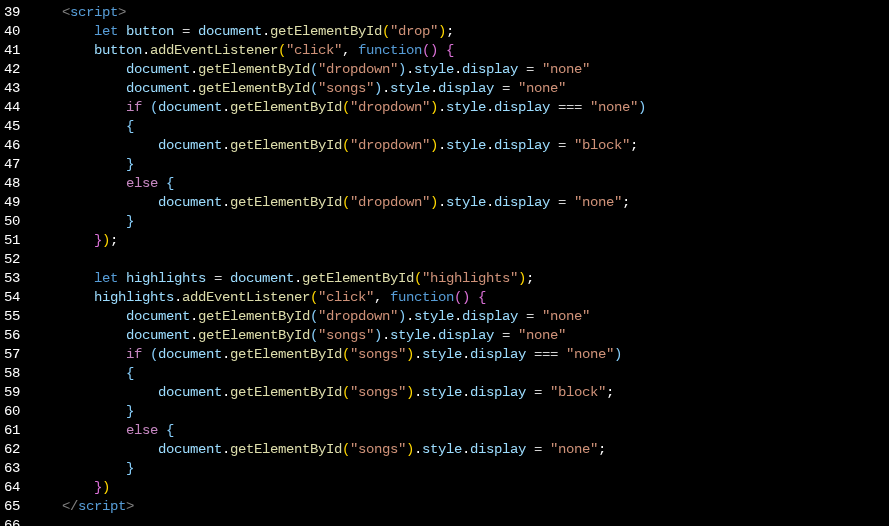 39 <script>
40 let button = document.getElementById("drop");
41 button.addEventListener("click", function() {
42 document.getElementById("dropdown").style.display = "none"
43 document.getElementById("songs").style.display = "none"
44 if (document.getElementById("dropdown").style.display === "none")
45 {
46 document.getElementById("dropdown").style.display = "block";
47 }
48 else {
49 document.getElementById("dropdown").style.display = "none";
50 }
51 });
52
53 let highlights = document.getElementById("highlights");
54 highlights.addEventListener("click", function() {
55 document.getElementById("dropdown").style.display = "none"
56 document.getElementById("songs").style.display = "none"
57 if (document.getElementById("songs").style.display === "none")
58 {
59 document.getElementById("songs").style.display = "block";
60 }
61 else {
62 document.getElementById("songs").style.display = "none";
63 }
64 })
65 </script>
66